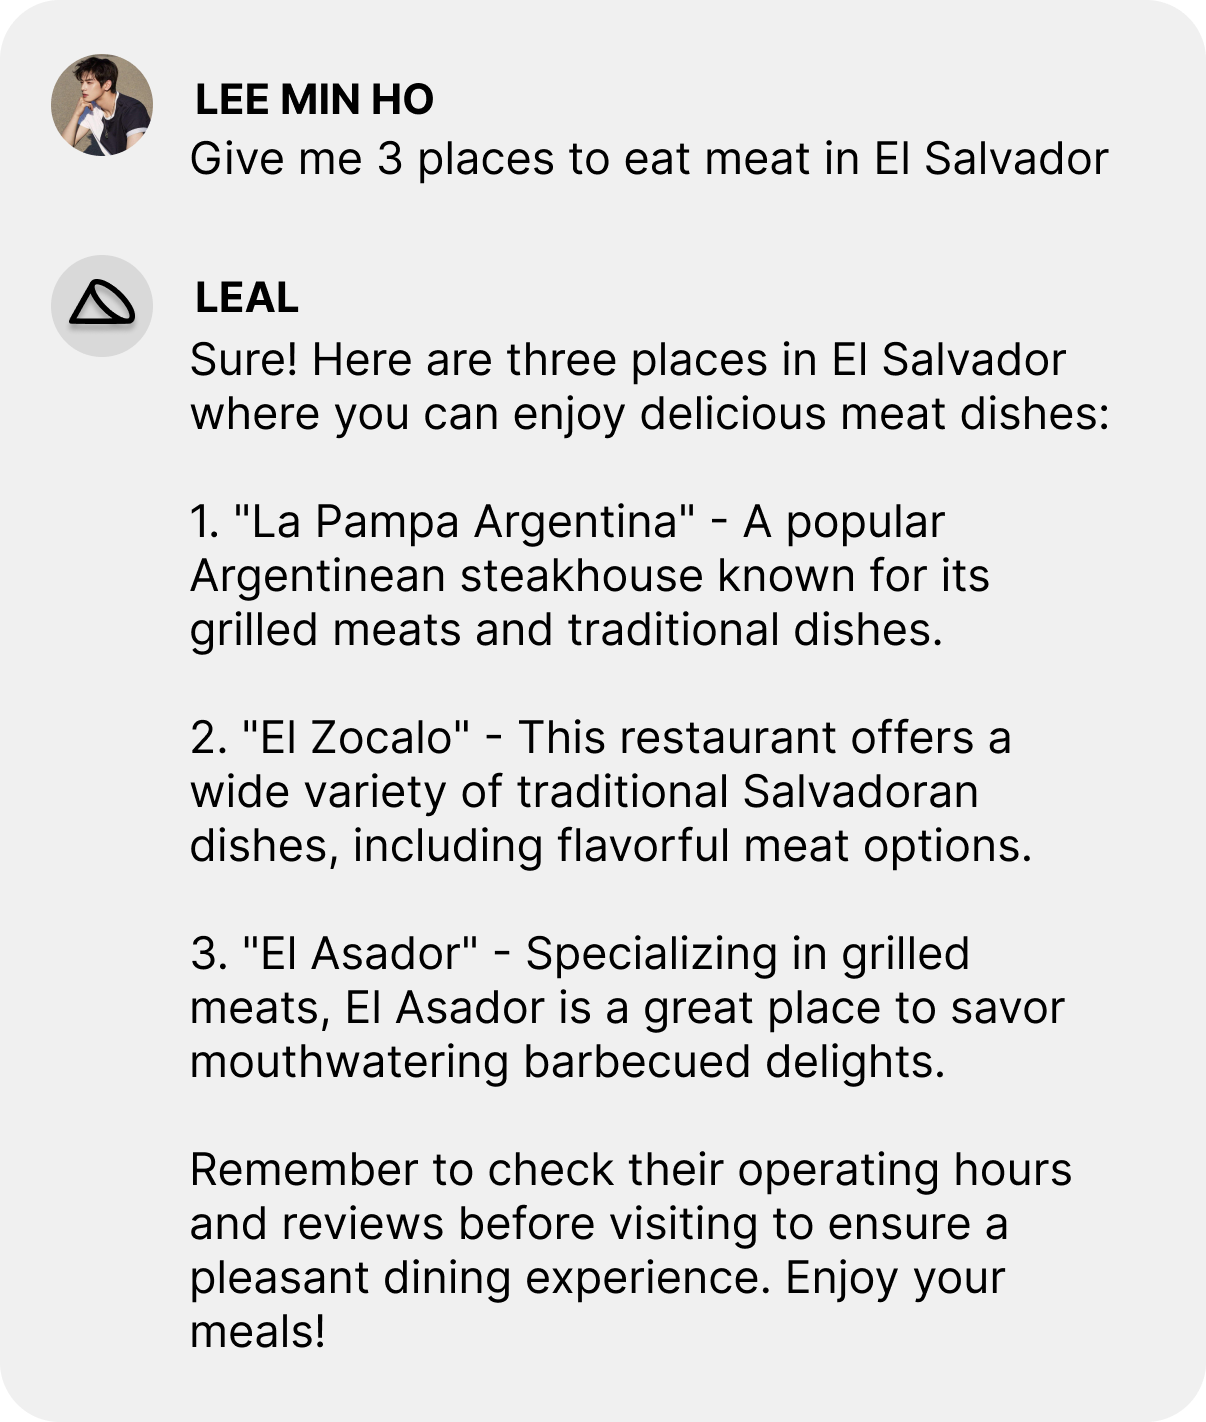 LEE MIN HO
Give me 3 places to eat meat in El Salvador
LEAL
Sure! Here are three places in El Salvador
where you can enjoy delicious meat dishes:
1. "La Pampa Argentina" - A popular
Argentinean steakhouse known for its
grilled meats and traditional dishes.
2. "El Zocalo" - This restaurant offers a
wide variety of traditional Salvadoran
dishes, including flavorful meat options.
3. "El Asador" - Specializing in grilled
meats, El Asador is a great place to savor
mouthwatering barbecued delights.
Remember to check their operating hours
and reviews before visiting to ensure a
pleasant dining experience. Enjoy your
meals!